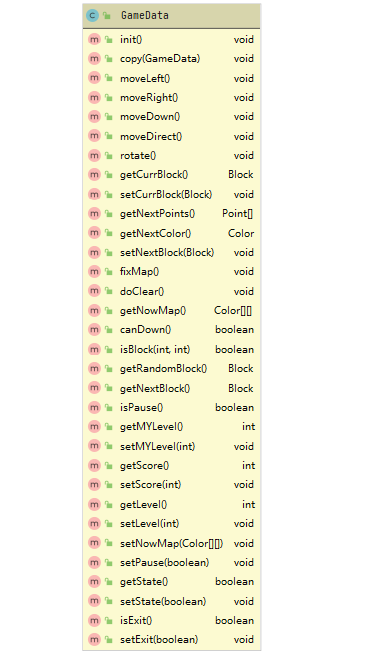 C GameData
m init() void
m copy(GameData) void
m moveLeft() void
m moveRight() void
m moveDown() void
m moveDirect() void
m rotate() void
m getCurrBlock() Block
m setCurrBlock(Block) void
m getNextPoints() Point[]
m getNextColor() Color
m setNextBlock(Block) void
m fixMap() void
m doClear() void
m getNowMap() Color[][]
m canDown() boolean
m isBlock(int, int) boolean
m getRandomBlock() Block
m getNextBlock() Block
m isPause() boolean
m getMYLevel() int
m setMYLevel(int) void
m getScore() int
m setScore(int) void
m getLevel() int
m setLevel(int) void
m setNowMap(Color[][]) void
m setPause(boolean) void
m getState() boolean
m setState(boolean) void
m isExit() boolean
m setExit(boolean) void